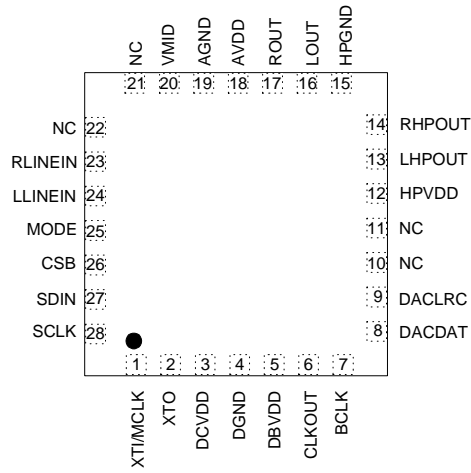 NC VMID AGND AVDD ROUT LOUT HPGND
21 20 19 18 17 16 15
NC 22
RLINEIN 23
LLINEIN 24
MODE 25
CSB 26
SDIN 27
SCLK 28
14 RHPOUT
13 LHPOUT
12 HPVDD
11 NC
10 NC
9 DACLRC
8 DACDAT
1 2 3 4 5 6 7
XTI/MCLK XTO DCVDD DGND DBVDD CLKOUT BCLK